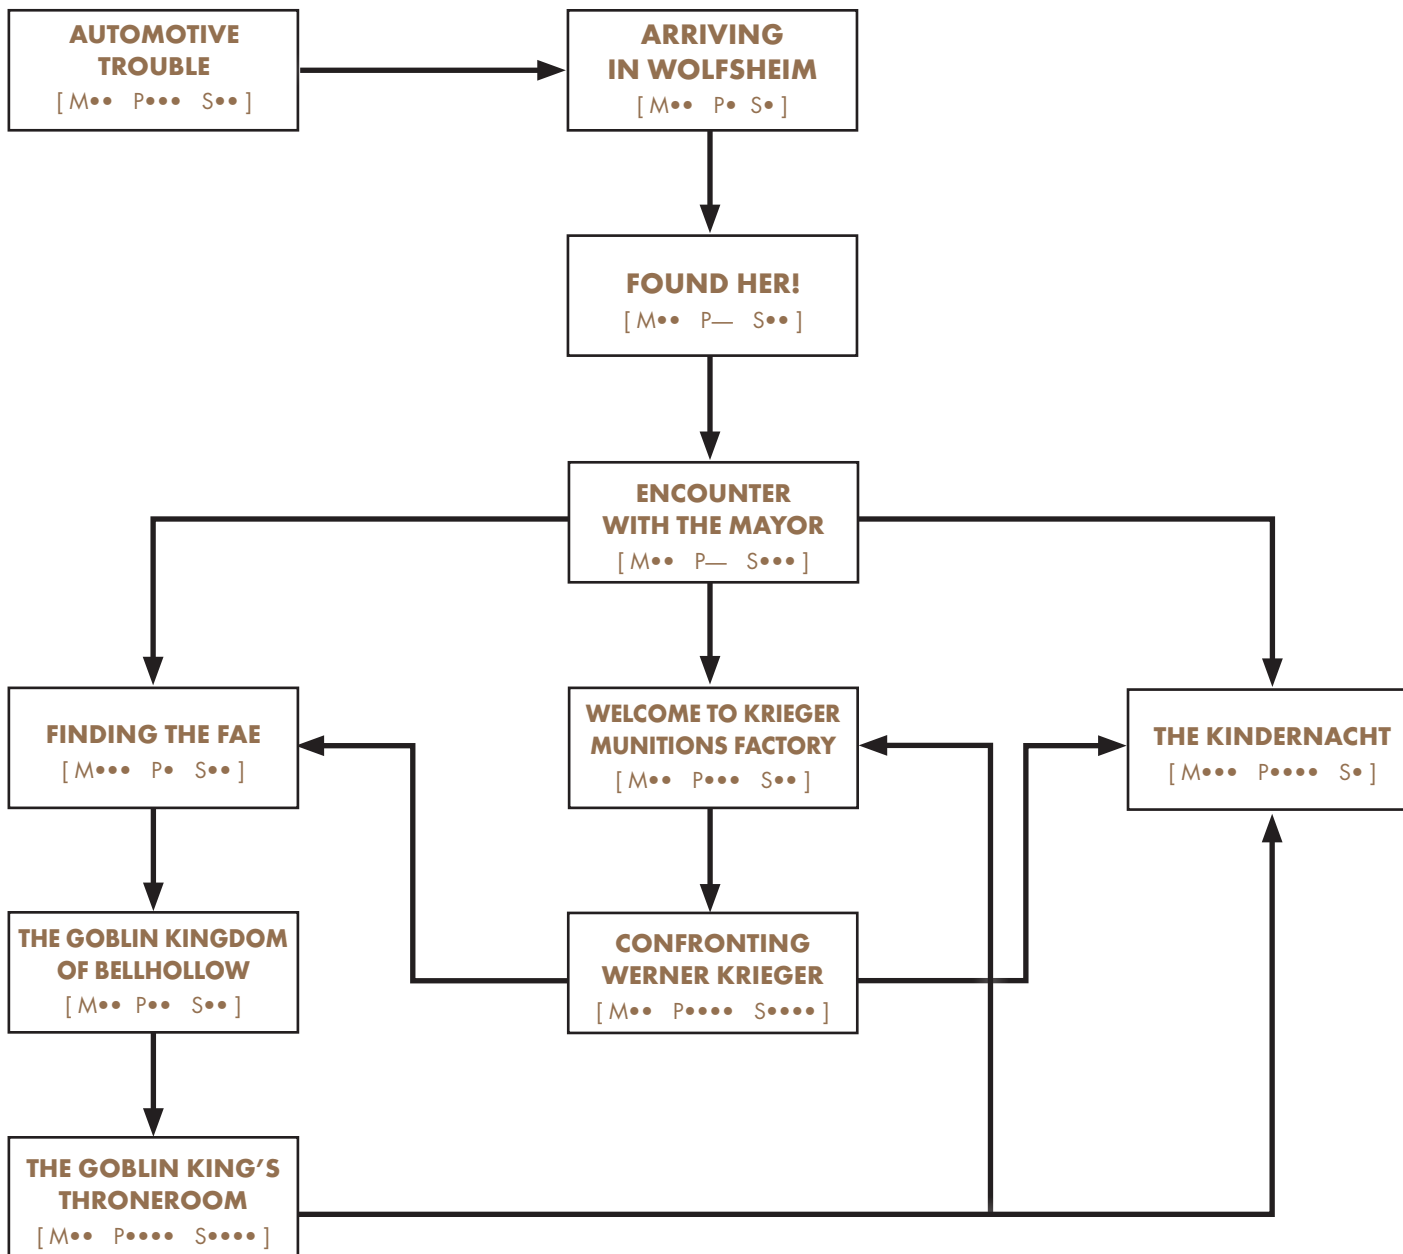 AUTOMOTIVE
TROUBLE
[ M•• P••• S•• ]
ARRIVING
IN WOLFSHEIM
[ M•• P• S• ]
FOUND HER!
[ M•• P— S•• ]
ENCOUNTER
WITH THE MAYOR
[ M•• P— S••• ]
FINDING THE FAE
[ M••• P• S•• ]
WELCOME TO KRIEGER
MUNITIONS FACTORY
[ M•• P••• S•• ]
THE KINDERNACHT
[ M••• P•••• S• ]
THE GOBLIN KINGDOM
OF BELLHOLLOW
[ M•• P•• S•• ]
CONFRONTING
WERNER KRIEGER
[ M•• P•••• S•••• ]
THE GOBLIN KING’S
THRONEROOM
[ M•• P•••• S•••• ]